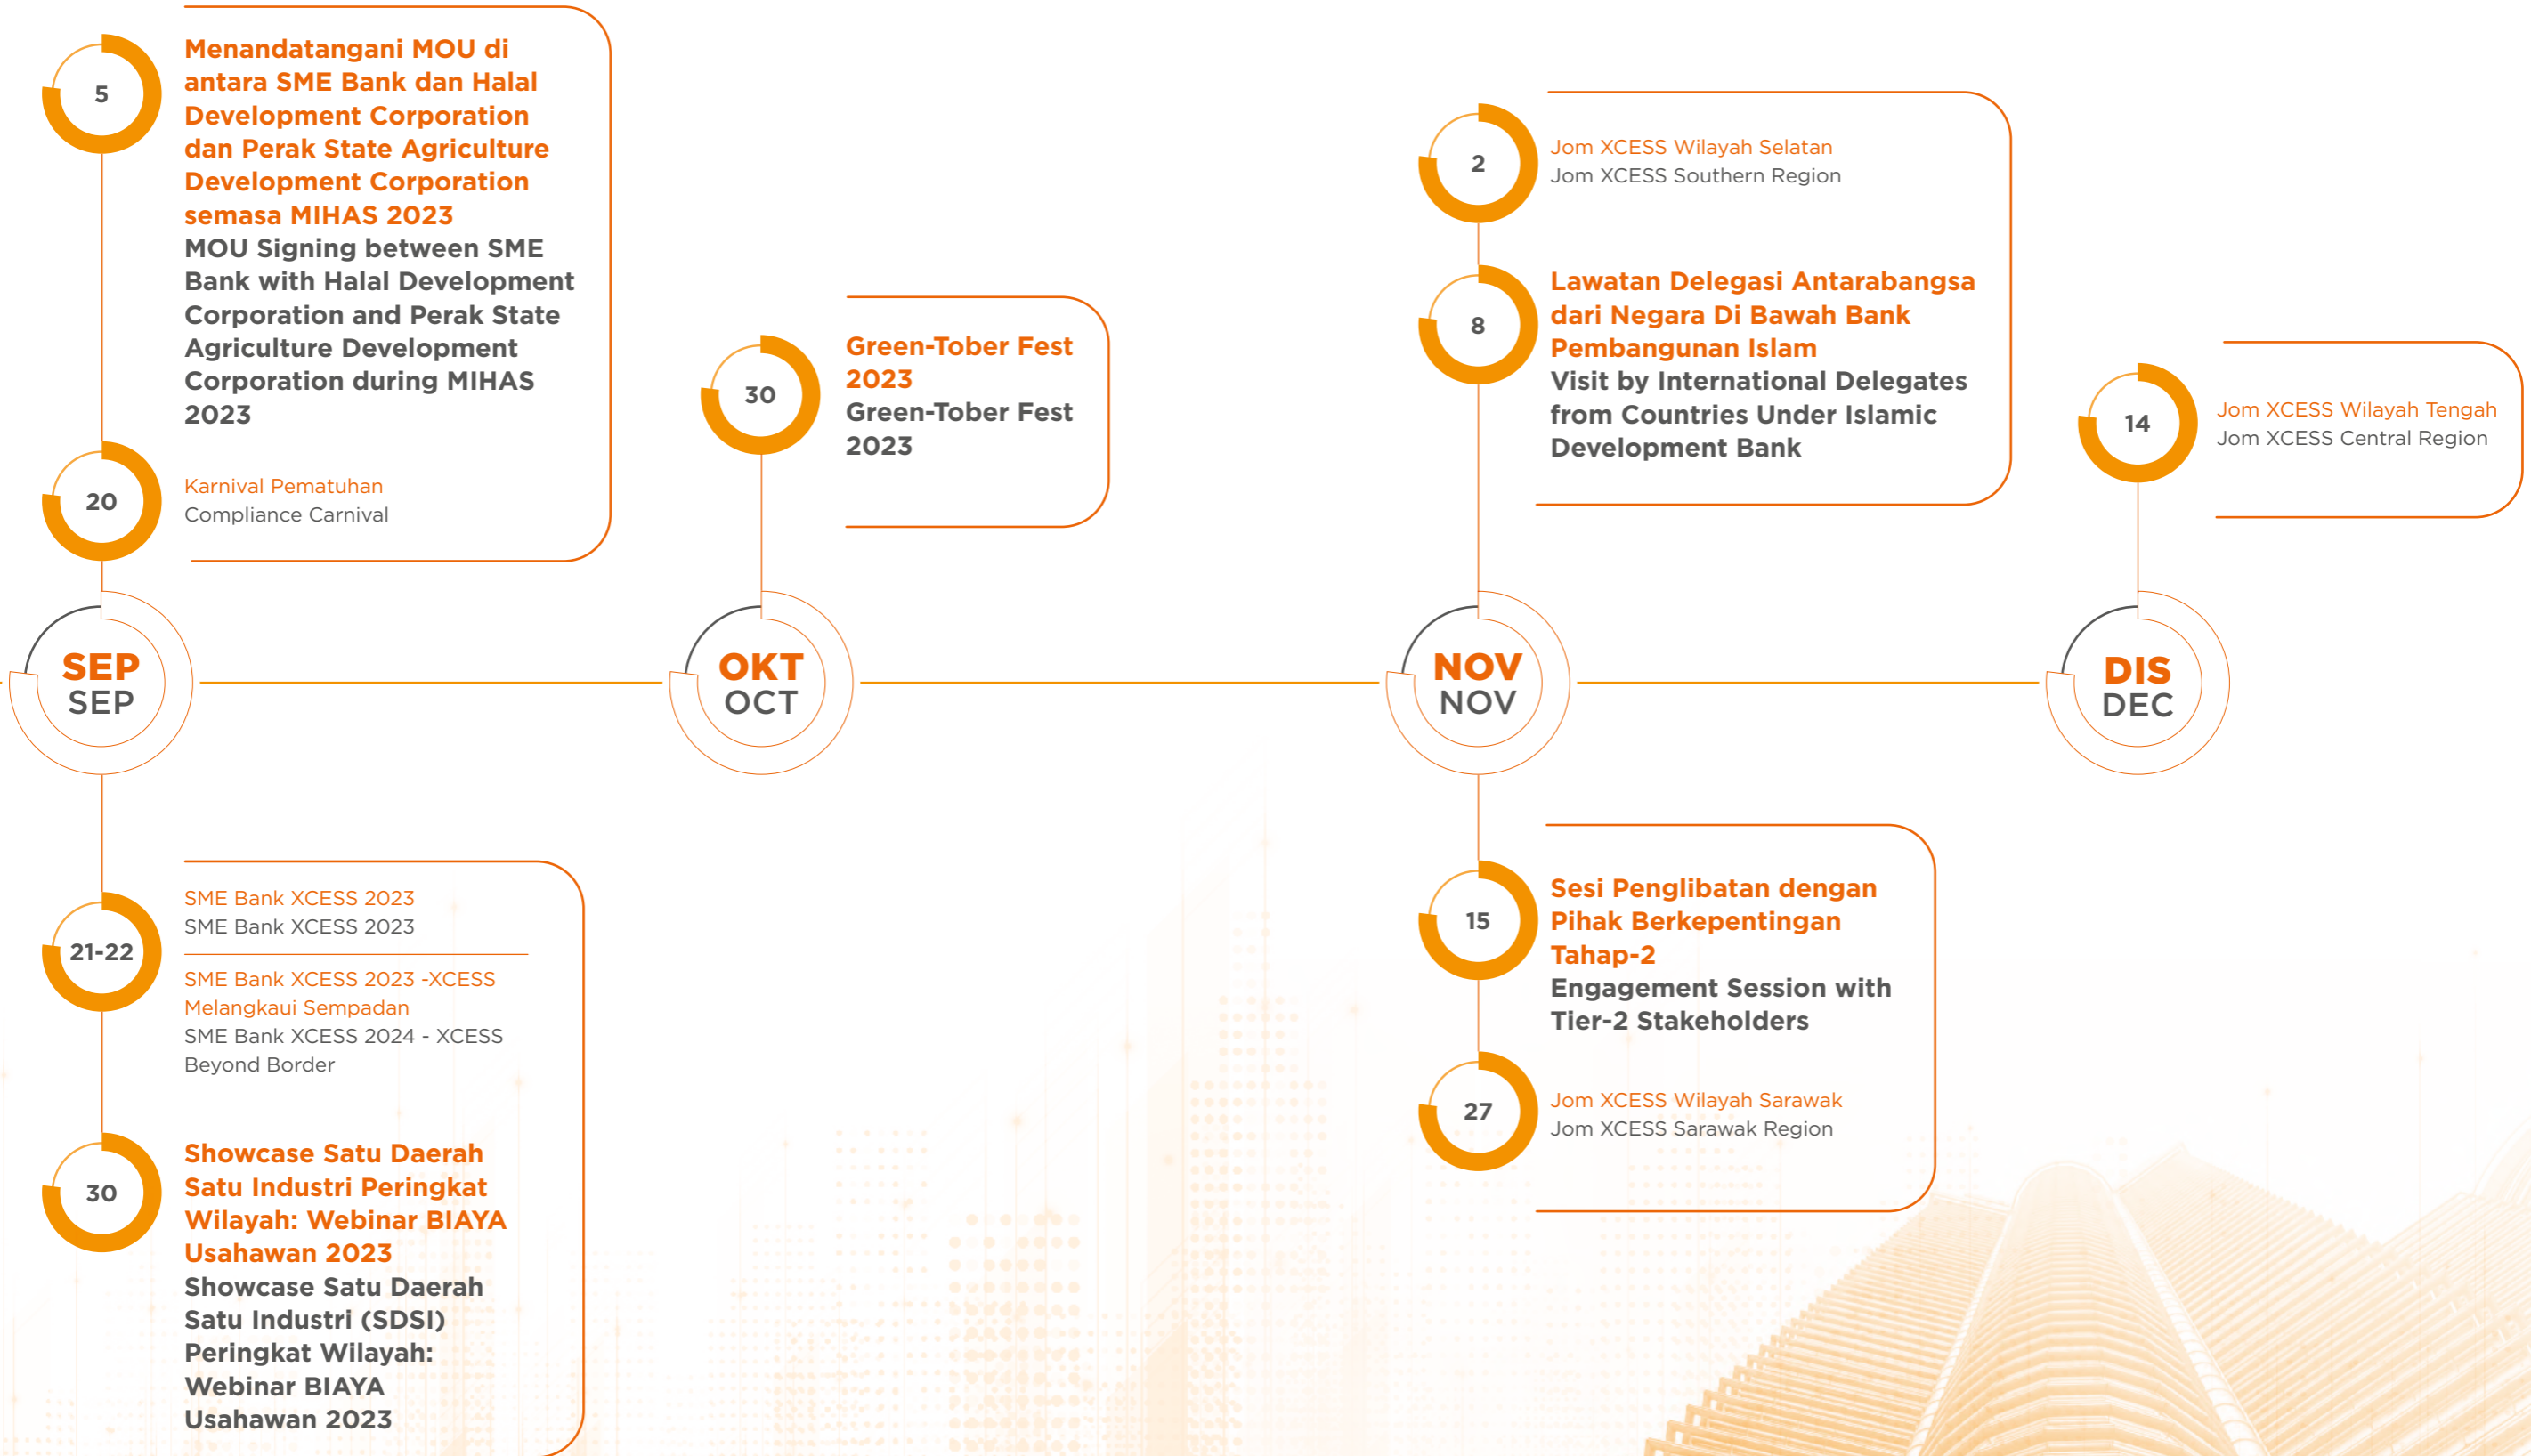 5
Menandatangani MOU di
antara SME Bank dan Halal
Development Corporation
dan Perak State Agriculture
Development Corporation
semasa MIHAS 2023
MOU Signing between SME
Bank with Halal Development
Corporation and Perak State
Agriculture Development
Corporation during MIHAS
2023
20
Karnival Pematuhan
Compliance Carnival
SEP
SEP
21-22
SME Bank XCESS 2023
SME Bank XCESS 2023
SME Bank XCESS 2023 -XCESS
Melangkaui Sempadan
SME Bank XCESS 2024 - XCESS
Beyond Border
30
Showcase Satu Daerah
Satu Industri Peringkat
Wilayah: Webinar BIAYA
Usahawan 2023
Showcase Satu Daerah
Satu Industri (SDSI)
Peringkat Wilayah:
Webinar BIAYA
Usahawan 2023
30
Green-Tober Fest
2023
Green-Tober Fest
2023
OKT
OCT
2
Jom XCESS Wilayah Selatan
Jom XCESS Southern Region
8
Lawatan Delegasi Antarabangsa
dari Negara Di Bawah Bank
Pembangunan Islam
Visit by International Delegates
from Countries Under Islamic
Development Bank
NOV
NOV
15
Sesi Penglibatan dengan
Pihak Berkepentingan
Tahap-2
Engagement Session with
Tier-2 Stakeholders
27
Jom XCESS Wilayah Sarawak
Jom XCESS Sarawak Region
14
Jom XCESS Wilayah Tengah
Jom XCESS Central Region
DIS
DEC